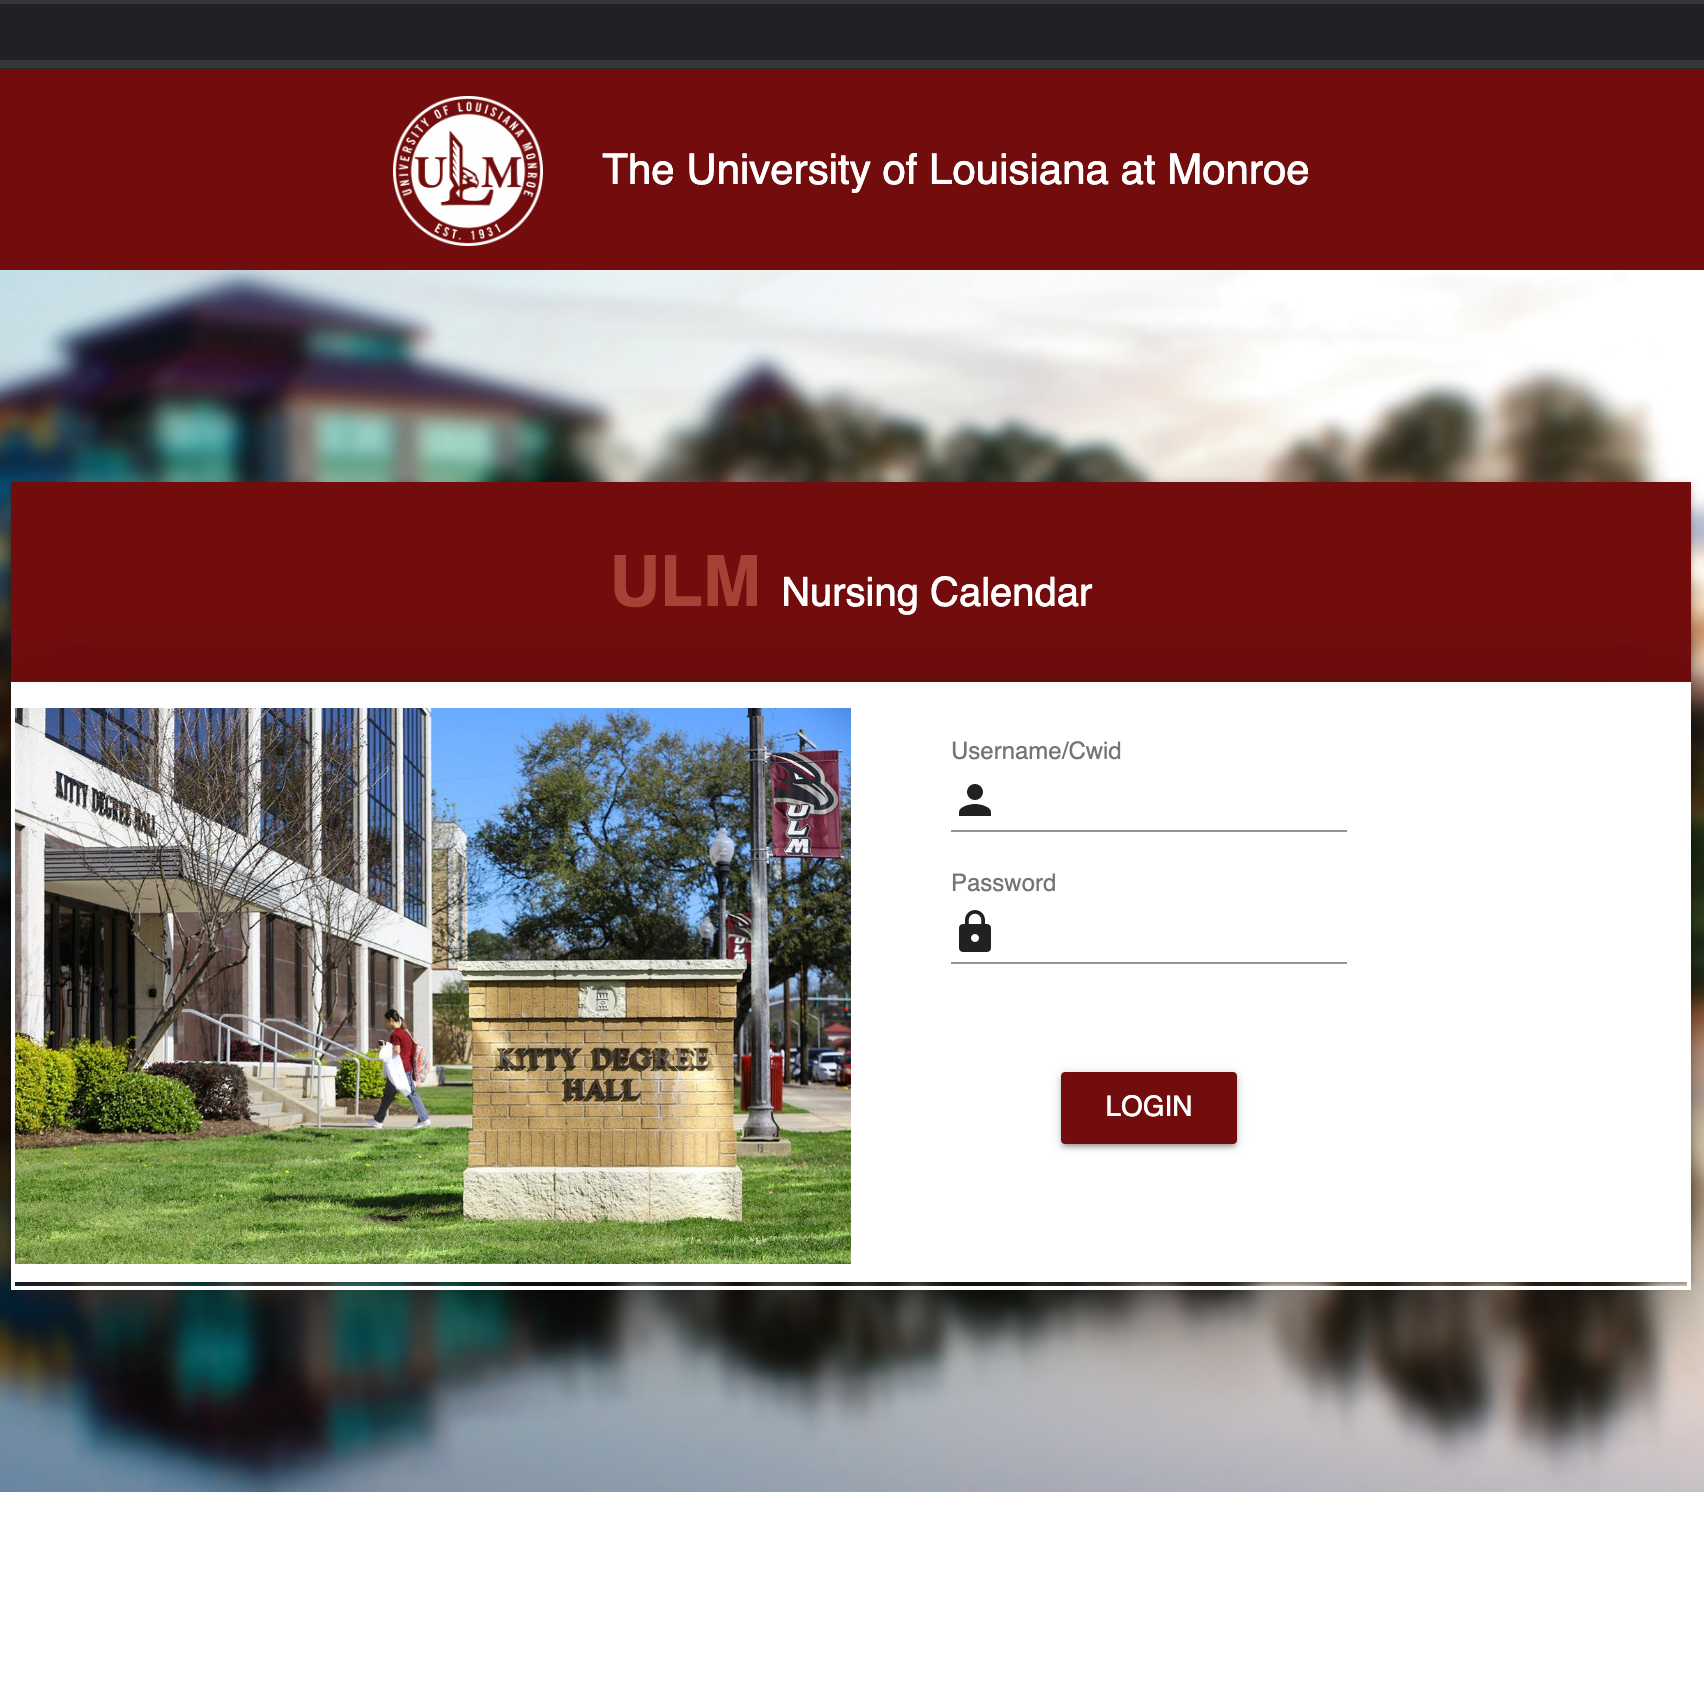 UNIVERSITY OF LOUISIANA MONROE
ULM
EST. 1931
The University of Louisiana at Monroe
ULM Nursing Calendar
KITTY DEGREE HALL
ULM
ULM
KITTY DEGREE
HALL
Username/Cwid
Password
LOGIN